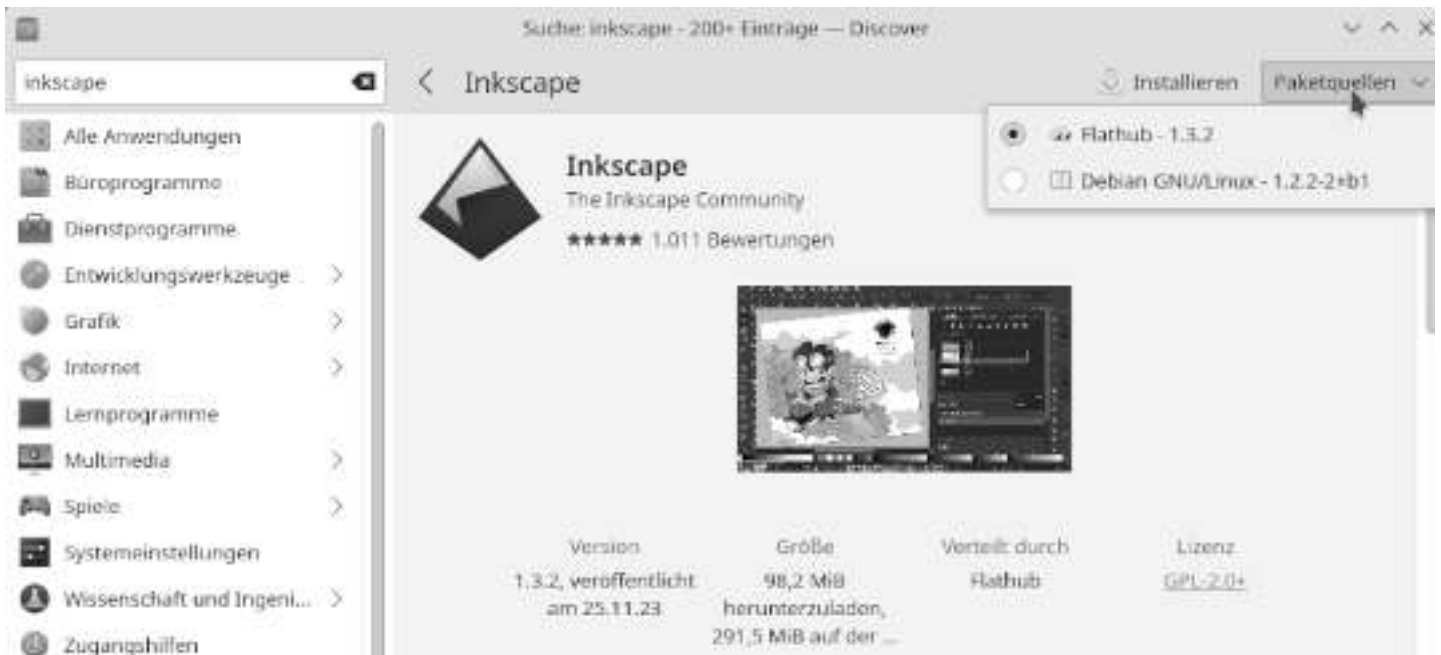 Suche: inkscape - 200+ Einträge — Discover
inkscape
Inkscape
Installieren
Paketquellen
Flathub - 1.3.2
Debian GNU/Linux - 1.2.2-2+b1
Alle Anwendungen
Büroprogramme
Dienstprogramme
Entwicklungswerkzeuge
Grafik
Internet
Lernprogramme
Multimedia
Spiele
Systemeinstellungen
Wissenschaft und Ingeni...
Zugangshilfen
Inkscape
The Inkscape Community
★★★★★ 1.011 Bewertungen
Version
1.3.2, veröffentlicht
am 25.11.23
Größe
98,2 MiB
herunterzuladen,
291,5 MiB auf der ...
Verteilt durch
Flathub
Lizenz
GPL-2.0+